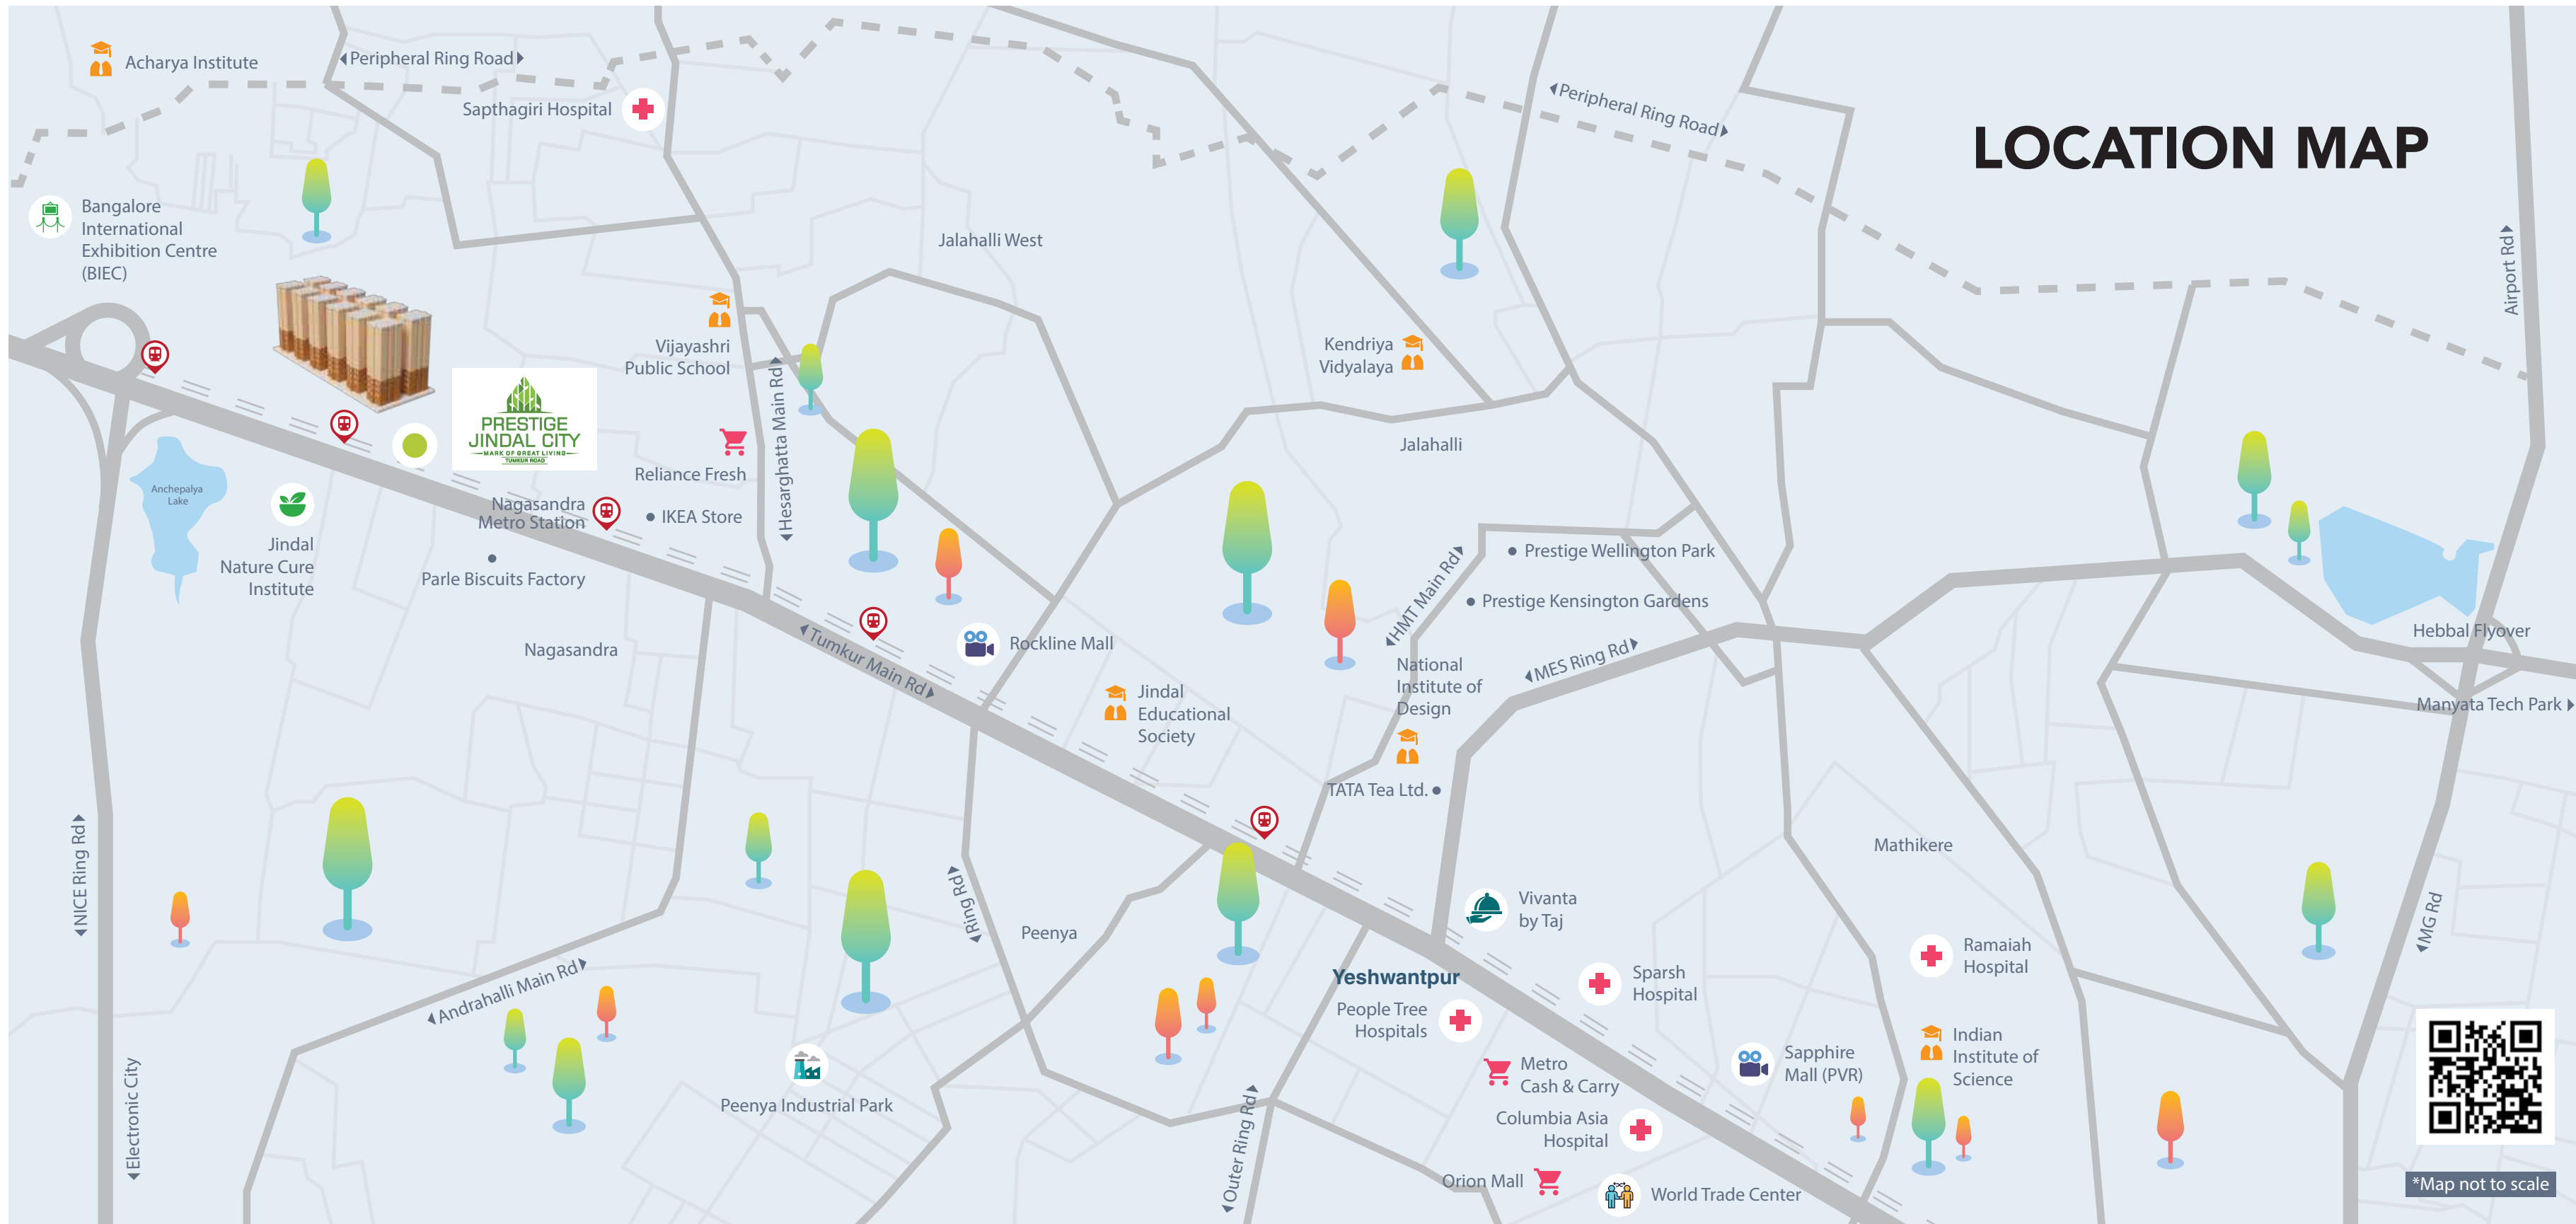 LOCATION MAP
Acharya Institute
Peripheral Ring Road
Sapthagiri Hospital
Peripheral Ring Road
Bangalore
International
Exhibition Centre
(BIEC)
Jalahalli West
Airport Rd
Vijayashri
Public School
Kendriya
Vidyalaya
Hesarghatta Main Rd
PRESTIGE
JINDAL CITY
MARK OF GREAT LIVING
TUMKUR ROAD
Jalahalli
Reliance Fresh
Anchepalya
Lake
Nagasandra
Metro Station
IKEA Store
Jindal
Nature Cure
Institute
Parle Biscuits Factory
Prestige Wellington Park
HMT Main Rd
Prestige Kensington Gardens
Nagasandra
Tumkur Main Rd
Rockline Mall
Hebbal Flyover
MES Ring Rd
National
Institute of
Design
Jindal
Educational
Society
Manyata Tech Park
TATA Tea Ltd.
NICE Ring Rd
Mathikere
Ring Rd
Peenya
Vivanta
by Taj
MG Rd
Andrahalli Main Rd
Yeshwantpur
Sparsh
Hospital
Ramaiah
Hospital
People Tree
Hospitals
Metro
Cash & Carry
Sapphire
Mall (PVR)
Indian
Institute of
Science
Electronic City
Peenya Industrial Park
Outer Ring Rd
Columbia Asia
Hospital
Orion Mall
World Trade Center
*Map not to scale